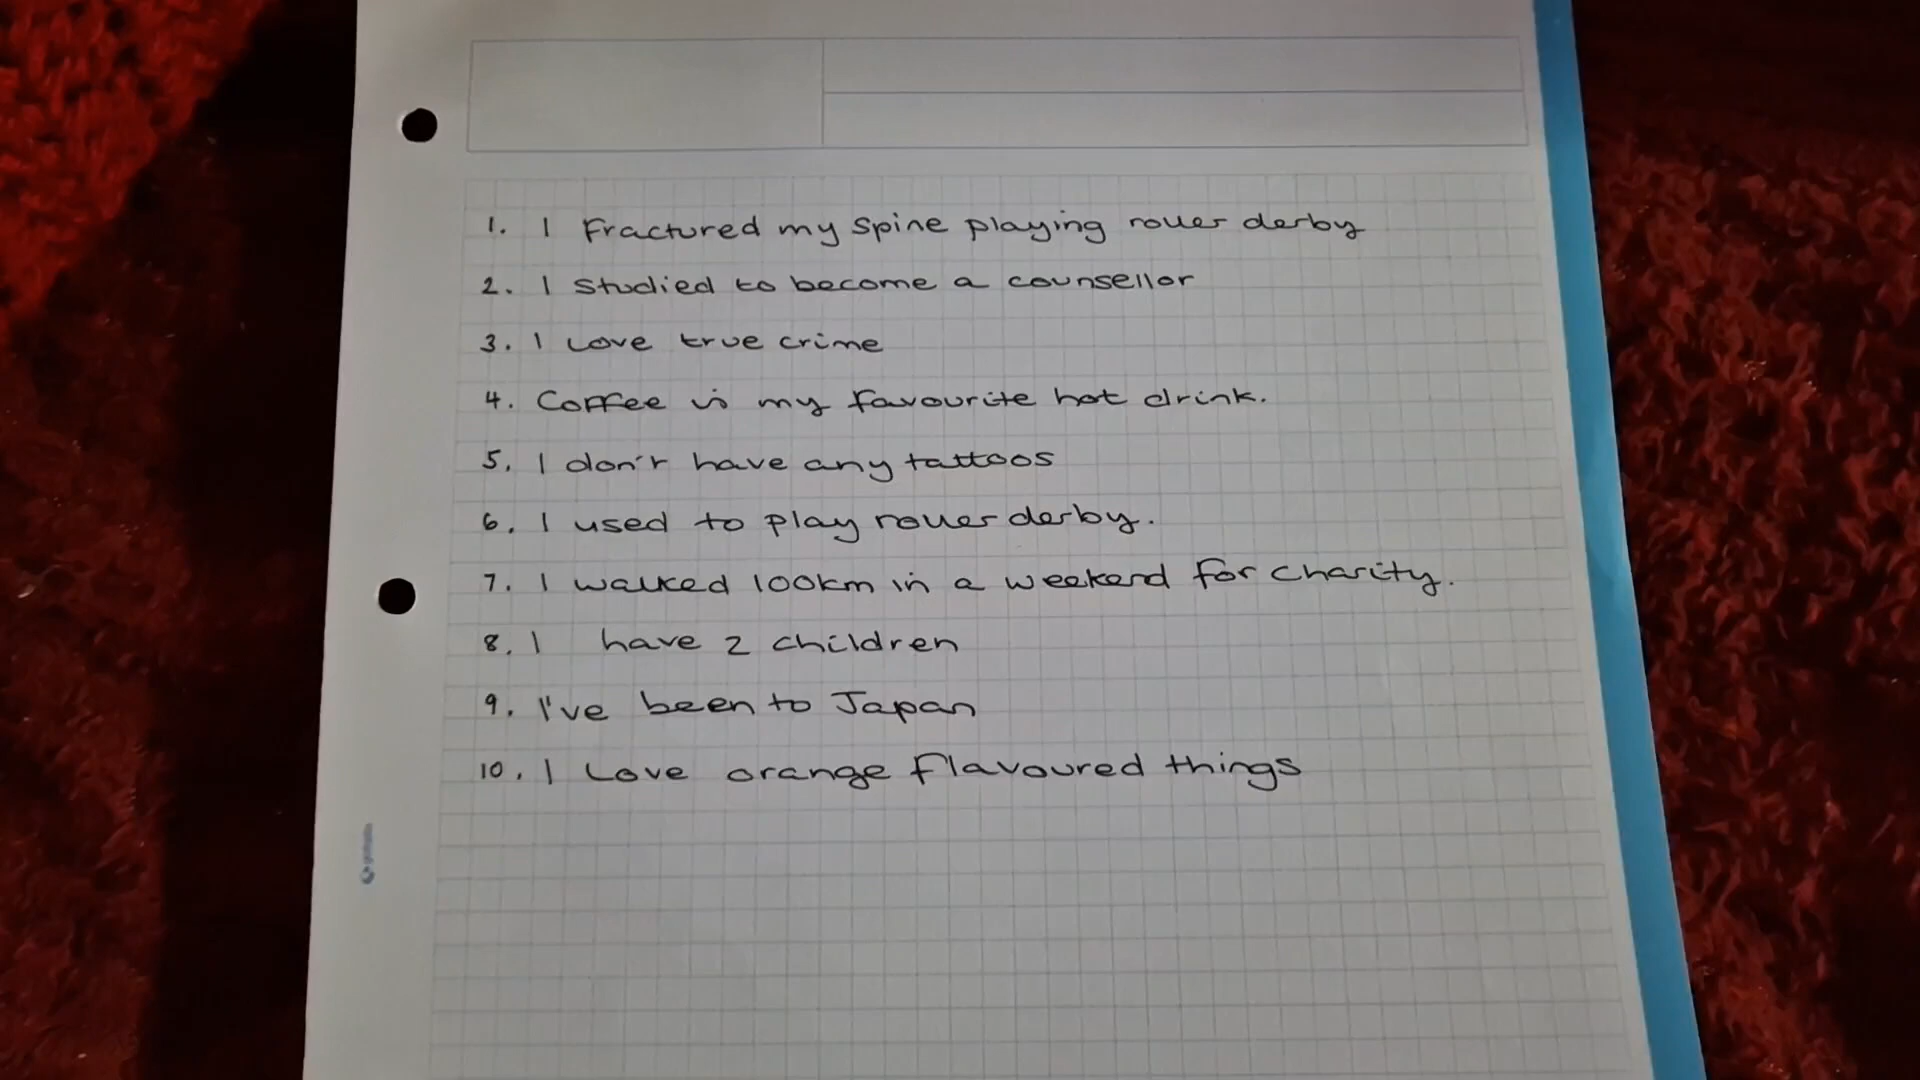 1. I Fractured my spine playing roller derby
2. I studied to become a counsellor
3. I love true crime
4. Coffee is my favourite hot drink.
5. I don't have any tattoos
6. I used to play roller derby.
7. I walked 100km in a weekend for charity.
8. I have 2 children
9. I've been to Japan
10. I love orange flavoured things